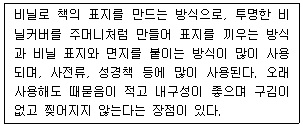 비닐로 책의 표지를 만드는 방식으로, 투명한 비
닐커버를 주머니처럼 만들어 표지를 끼우는 방식
과 비닐 표지와 면지를 붙이는 방식이 많이 사용
되며, 사전류, 성경책 등에 많이 사용된다. 오래
사용해도 때묻음이 적고 내구성이 좋으며 구김이
없고 찢어지지 않는다는 장점이 있다.